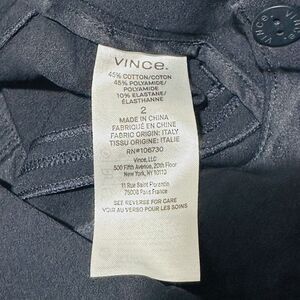 VINCE.
45% COTTON/COTON
45% POLYAMIDE/
POLYAMIDE
10% ELASTANE/
ÉLASTHANNE
2
MADE IN CHINA
FABRIQUÉ EN CHINE
FABRIC ORIGIN: ITALY
TISSU ORIGINE: ITALIE
RN#106730
Vince, LLC
500 Fifth Avenue, 20th Floor
New York, NY 10110
11 Rue Saint Florentin
75008 Paris France
SEE REVERSE FOR CARE
VOIR AU VERSO POUR LES SOINS
Vince.